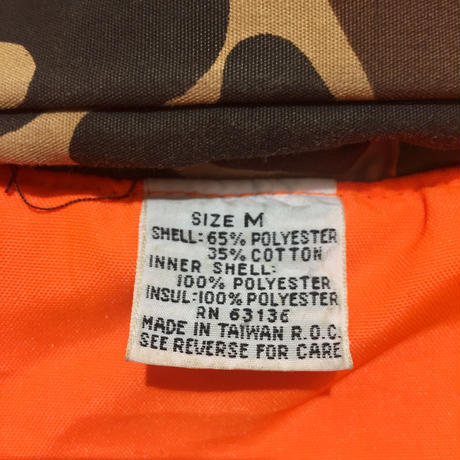 SIZE M
SHELL: 65% POLYESTER
35% COTTON
INNER SHELL:
100% POLYESTER
INSUL: 100% POLYESTER
RN 63136
MADE IN TAIWAN R.O.C.
SEE REVERSE FOR CARE